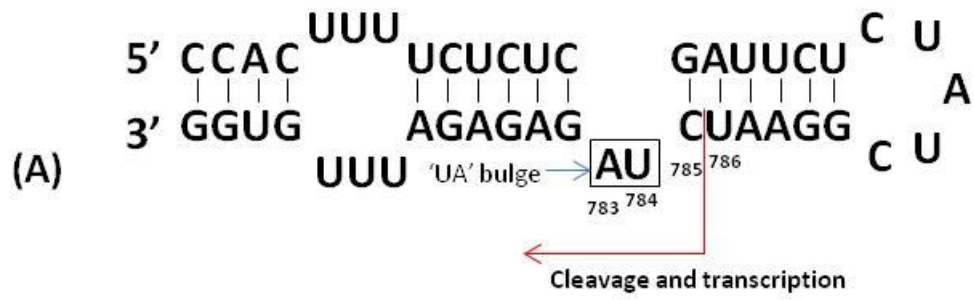 UUU C U
5’ CCAC UCUCUC GAUUCU
A
3’ GGUG AGAGAG CUAAGG
(A) UUU ‘UA’ bulge AU 785 786 C U
783 784
Cleavage and transcription